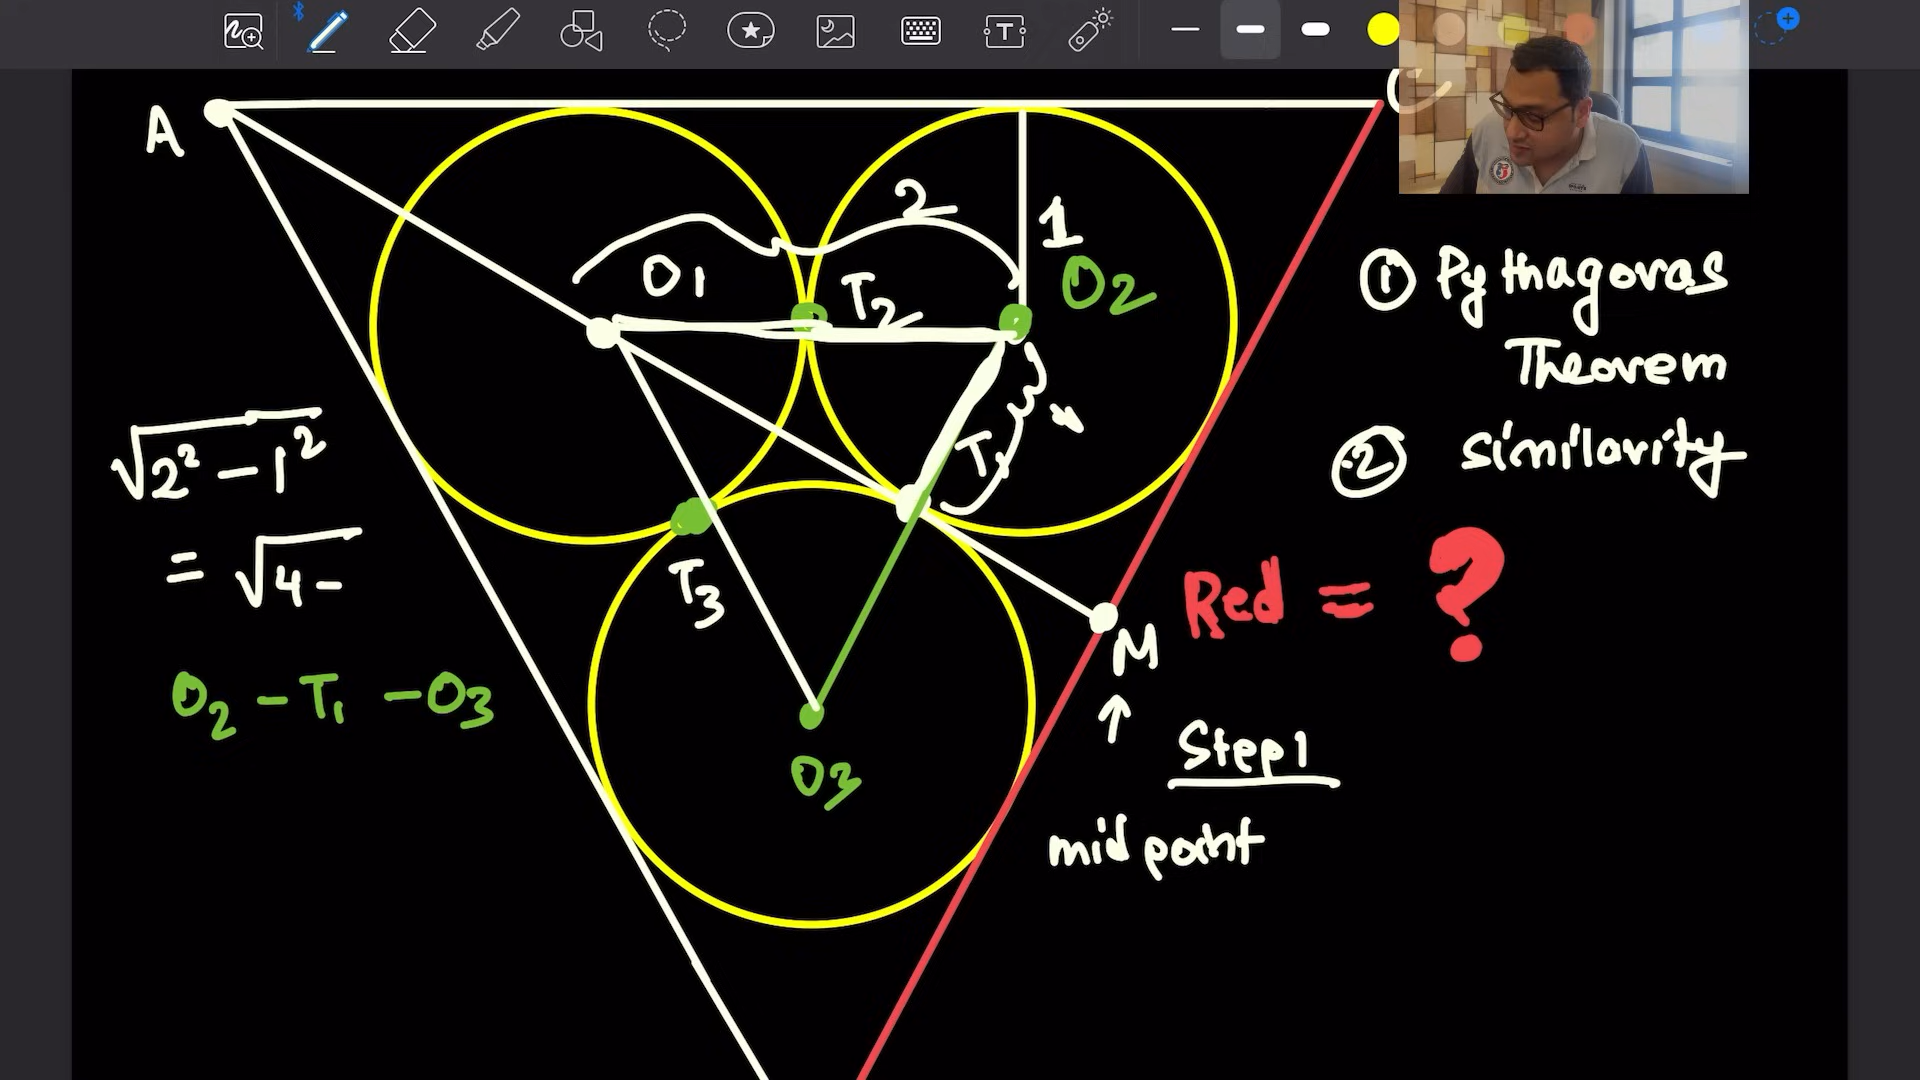 A
C
2
1
O1
T2
O2
① Pythagoras
Theorem
√2² - 1²
T1
② similarity
= √4 -
T3
Red = ?
M
O2 - T1 - O3
↑
Step 1
O3
mid point